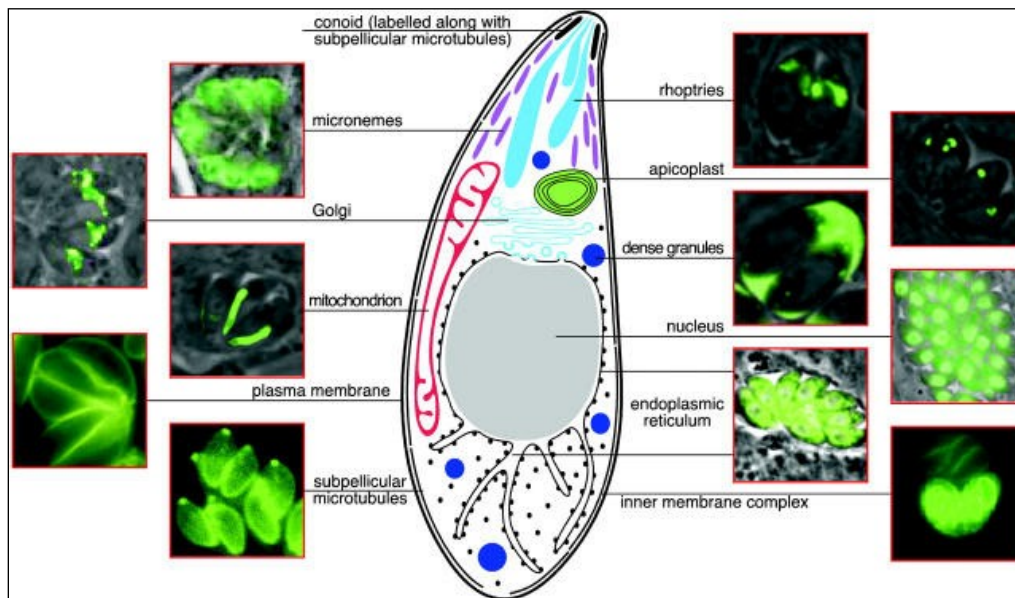 conoid (labelled along with
subpellicular microtubules)
rhoptries
micronemes
apicoplast
Golgi
dense granules
mitochondrion
nucleus
plasma membrane
endoplasmic
reticulum
subpellicular
microtubules
inner membrane complex